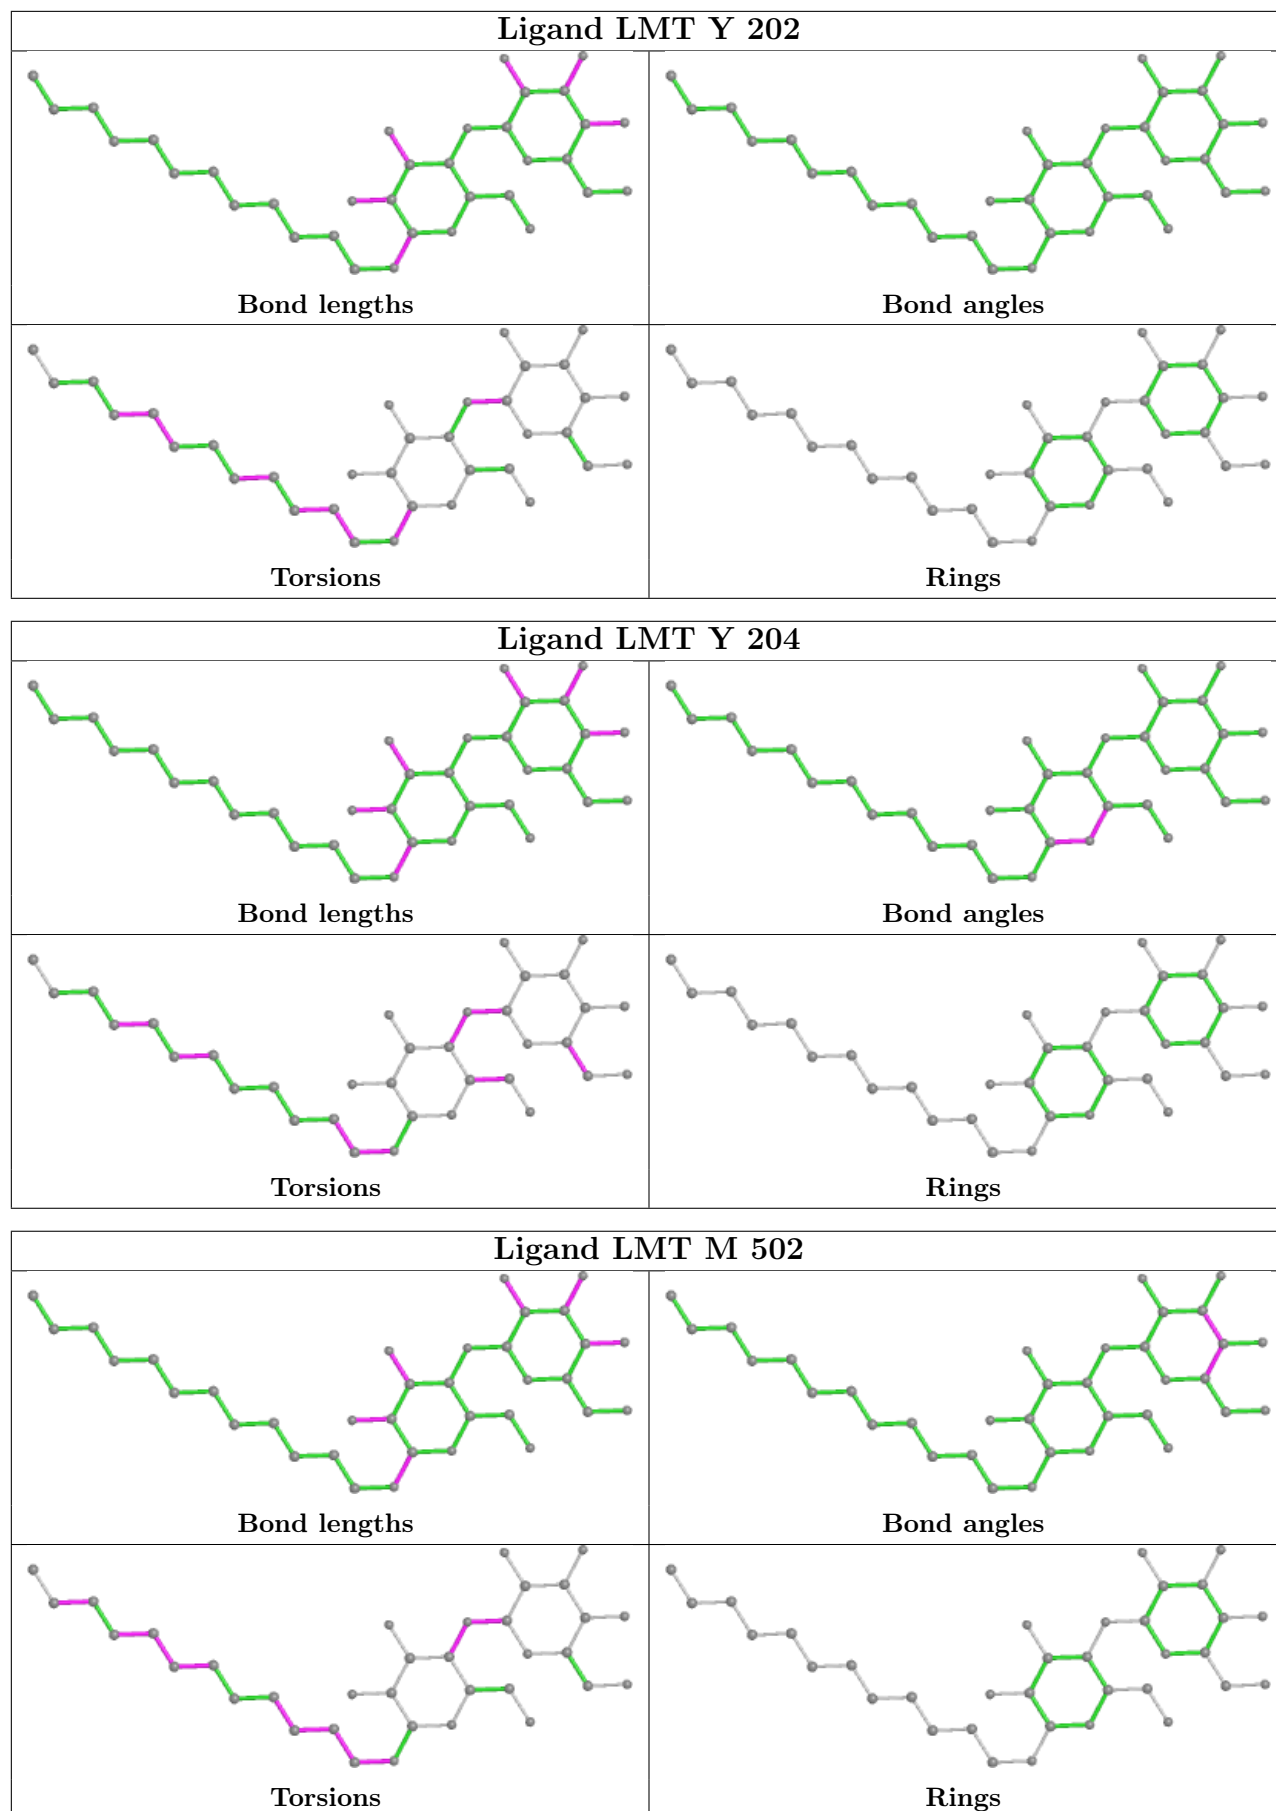 Ligand LMT Y 202
Bond lengths
Bond angles
Torsions
Rings
Ligand LMT Y 204
Bond lengths
Bond angles
Torsions
Rings
Ligand LMT M 502
Bond lengths
Bond angles
Torsions
Rings